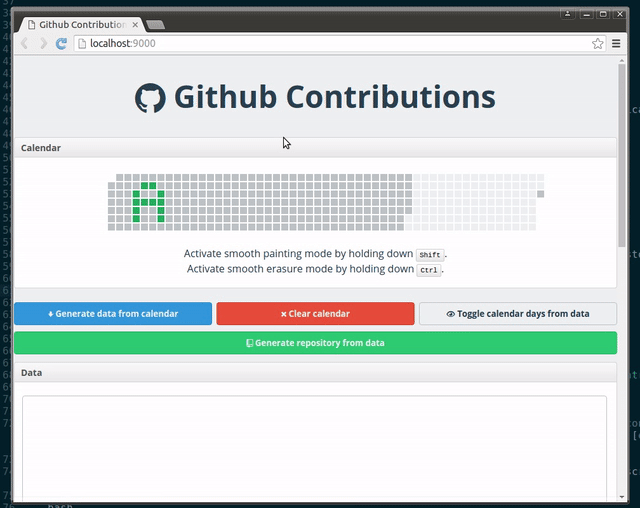 Github Contribution
localhost:9000
Github Contributions
Calendar
A
Activate smooth painting mode by holding down Shift.
Activate smooth erasure mode by holding down Ctrl.
Generate data from calendar
Clear calendar
Toggle calendar days from data
Generate repository from data
Data
bash